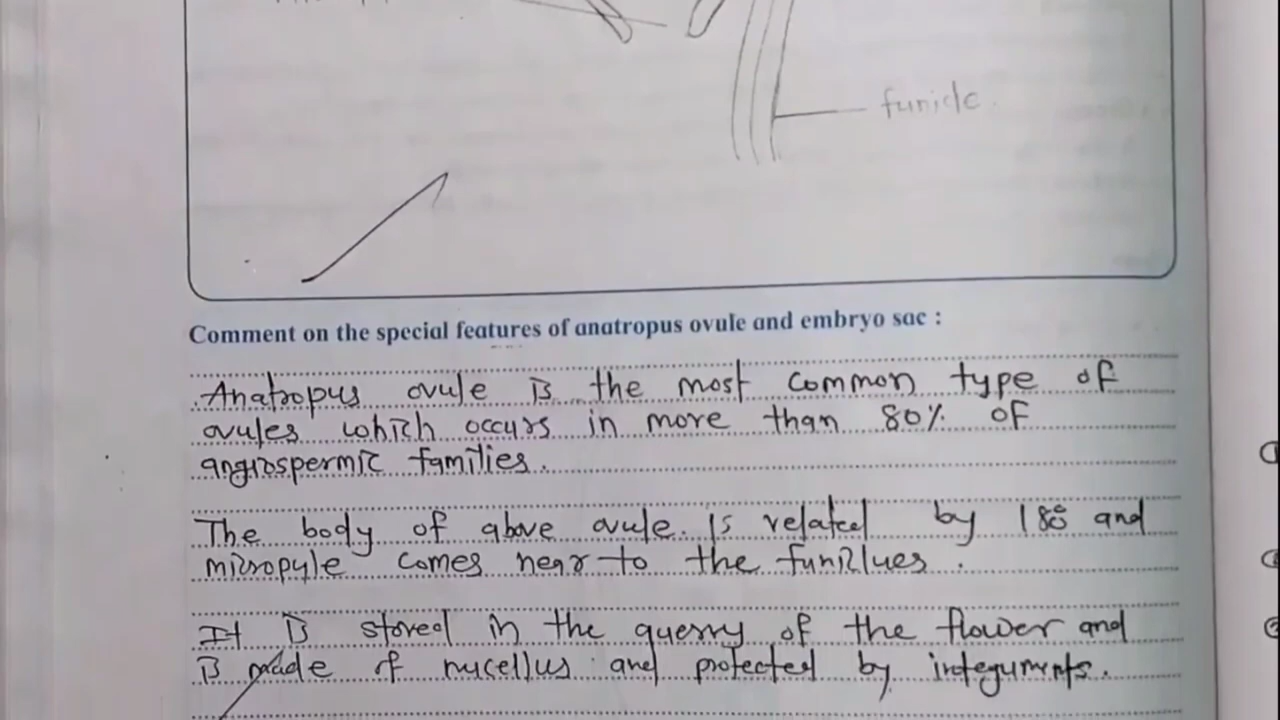 funicle.
Comment on the special features of anatropus ovule and embryo sac :
Anatropus ovule is the most common type of
ovules which occurs in more than 80% of
angiospermic families.
The body of above ovule. Is related by 180 and
micropyle comes near to the
It is stored in the querry of the flower and
is made of nucellus and protected by integuments.